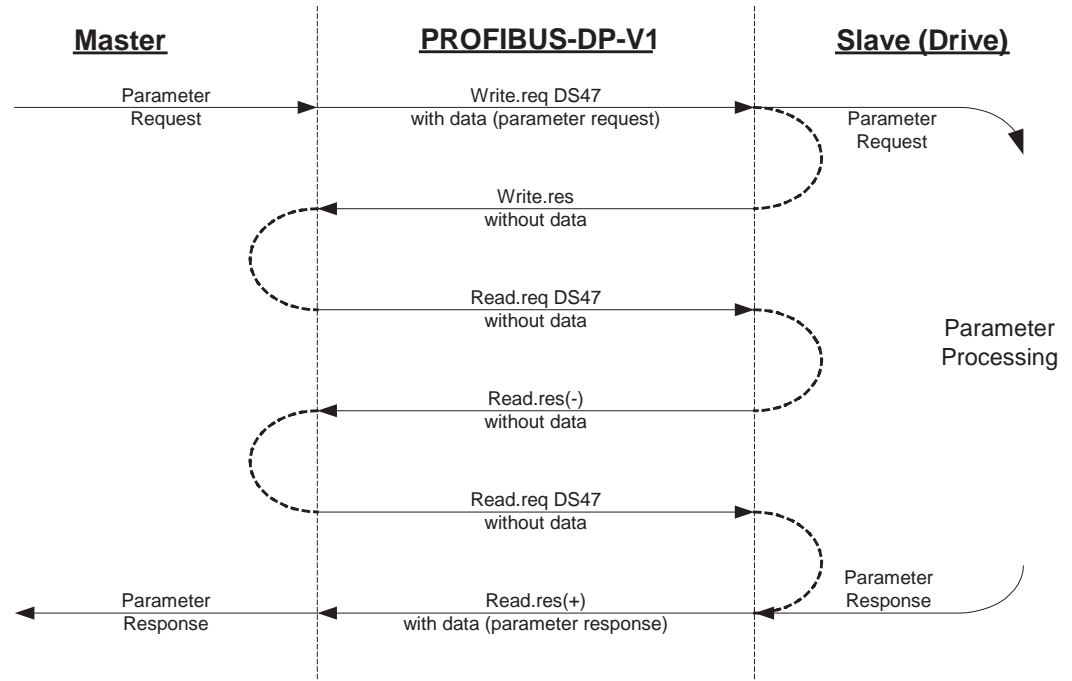 Master
PROFIBUS-DP-V1
Slave (Drive)
Parameter
Request
Write.req DS47
with data (parameter request)
Parameter
Request
Write.res
without data
Read.req DS47
without data
Parameter
Processing
Read.res(-)
without data
Read.req DS47
without data
Parameter
Response
Read.res(+)
with data (parameter response)
Parameter
Response